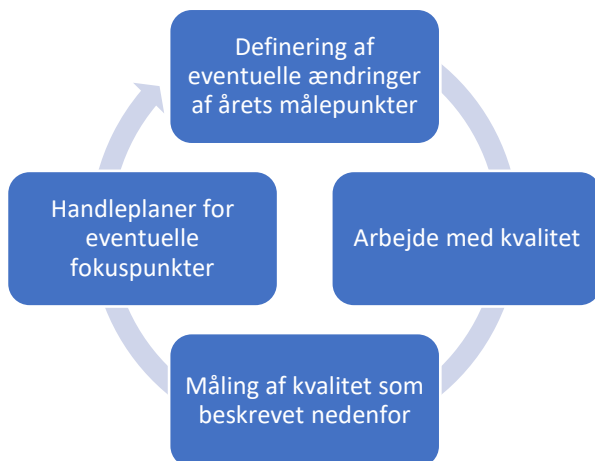 Definering af
eventuelle ændringer
af årets målepunkter
Arbejde med kvalitet
Måling af kvalitet som
beskrevet nedenfor
Handleplaner for
eventuelle
fokuspunkter